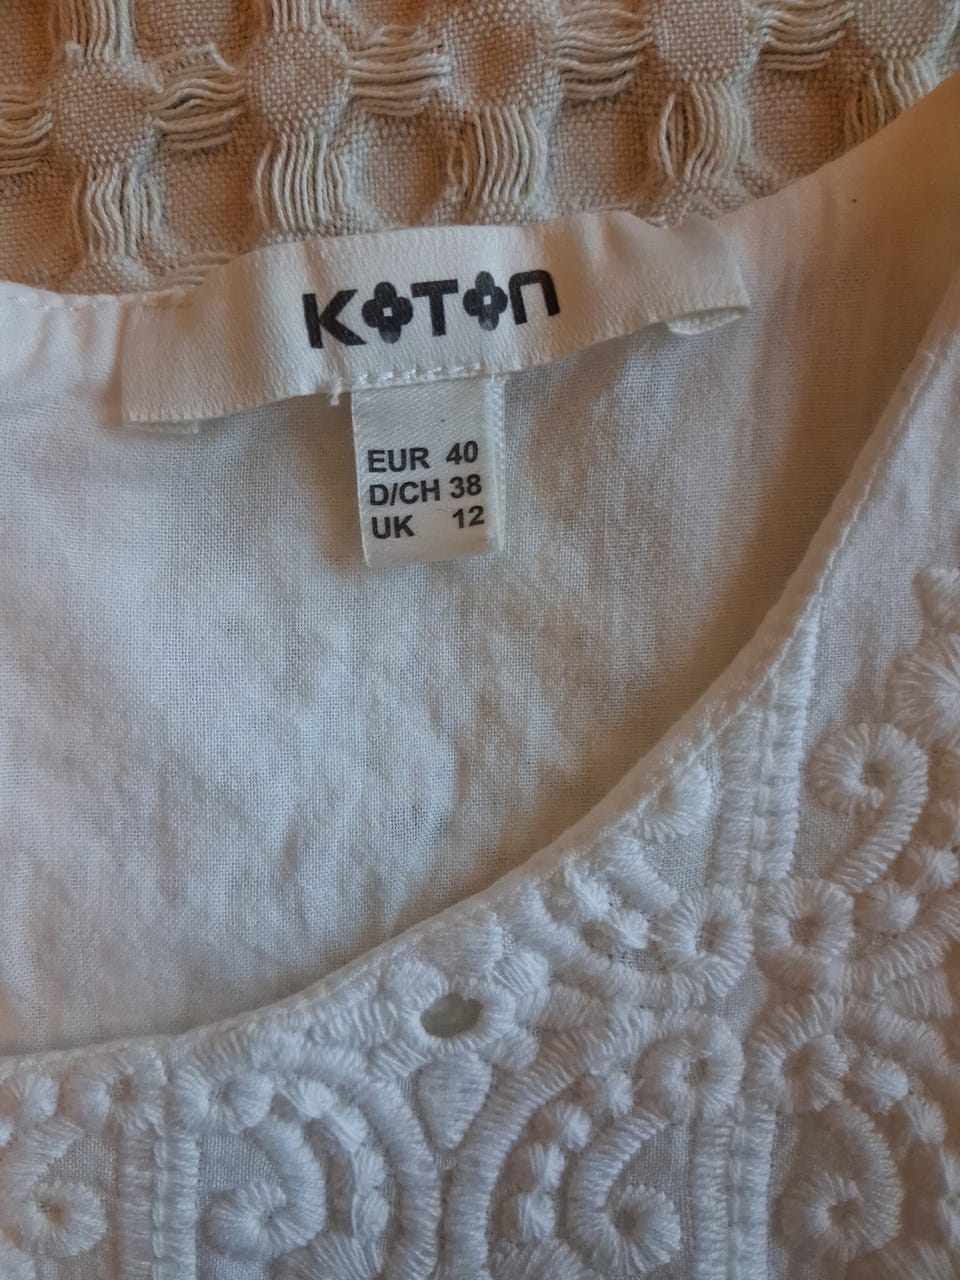 KOTON
EUR 40
D/CH 38
UK 12